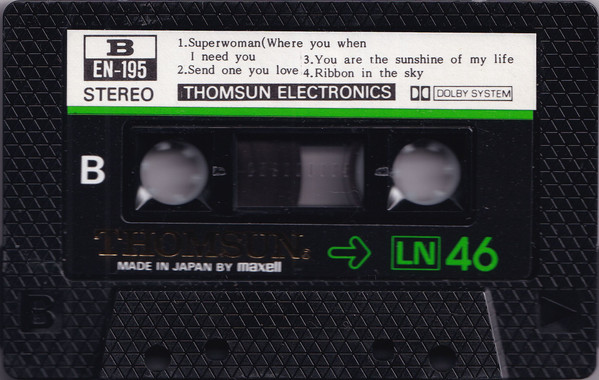 B
EN-195
STEREO
1.Superwoman(Where you when
I need you
2.Send one you love
3.You are the sunshine of my life
4.Ribbon in the sky
THOMSUN ELECTRONICS
DOLBY SYSTEM
B
THOMSUN
MADE IN JAPAN BY maxell
LN 46
B